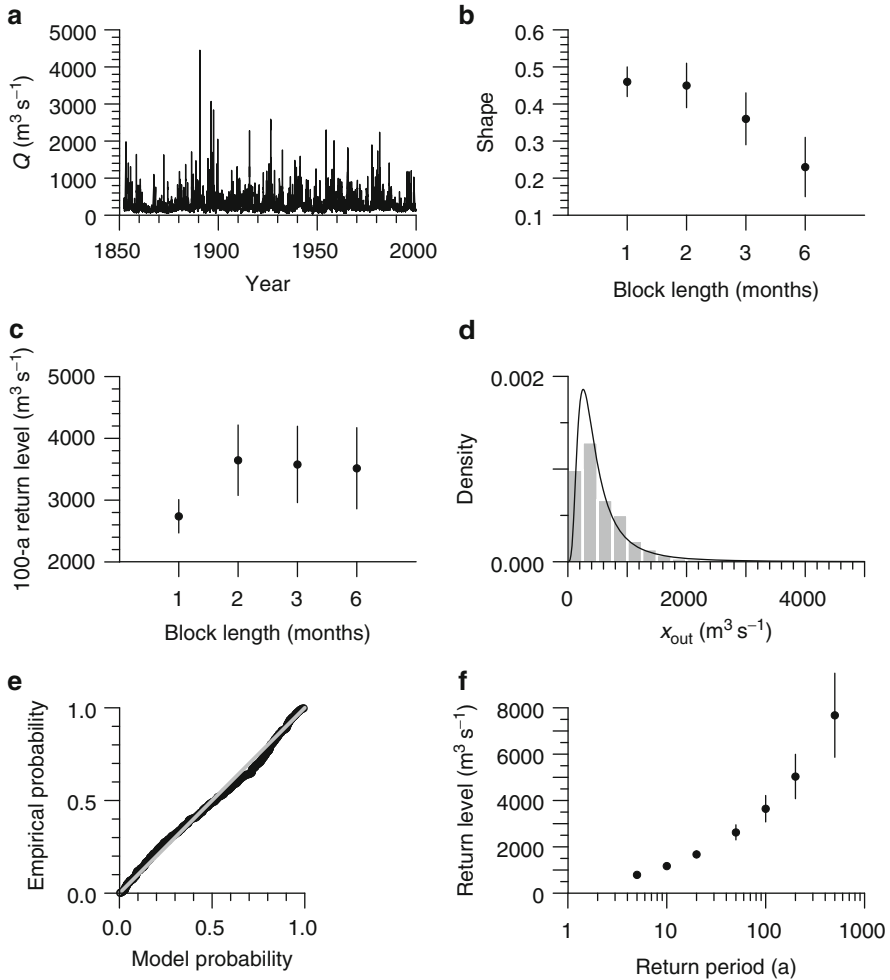 a
5000
4000
3000
2000
1000
0
Q (m³ s⁻¹)
1850 1900 1950 2000
Year
b
0.6
0.5
0.4
0.3
0.2
0.1
Shape
1 2 3 6
Block length (months)
c
5000
4000
3000
2000
100-a return level (m³ s⁻¹)
1 2 3 6
Block length (months)
d
0.002
0.000
Density
0 2000 4000
xout (m³ s⁻¹)
e
1.0
0.5
0.0
Empirical probability
0.0 0.5 1.0
Model probability
f
8000
6000
4000
2000
0
Return level (m³ s⁻¹)
1 10 100 1000
Return period (a)